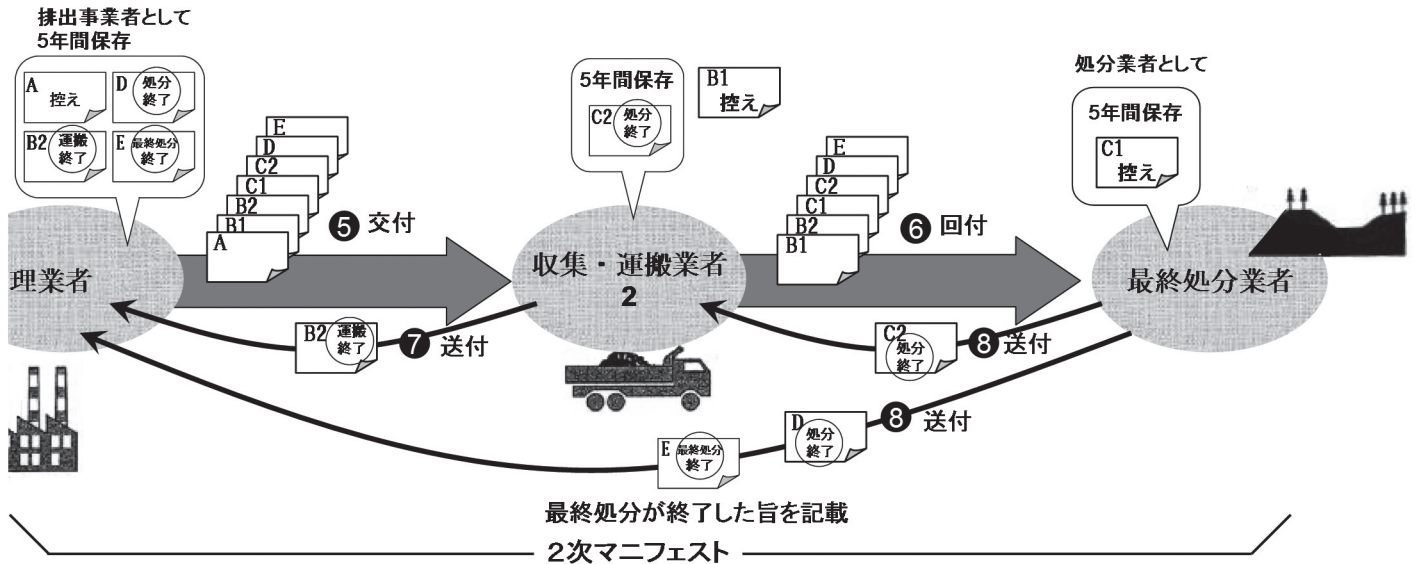 排出事業者として
5年間保存
A
控え
D
処分
終了
B2
運搬
終了
E
最終処分
終了
E
D
C2
C1
B2
B1
A
❺ 交付
5年間保存
C2
処分
終了
B1
控え
E
D
C2
C1
B2
B1
❻ 回付
処分業者として
5年間保存
C1
控え
理業者
収集・運搬業者
2
最終処分業者
B2
運搬
終了
❼ 送付
C2
処分
終了
❽ 送付
E
最終処分
終了
D
処分
終了
❽ 送付
最終処分が終了した旨を記載
2次マニフェスト